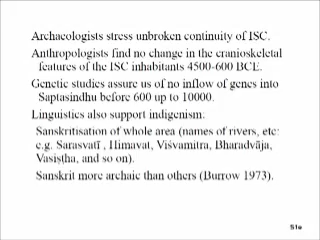 Archaeologists stress unbroken continuity of ISC.
Anthropologists find no change in the cranioskeletal
features of the ISC inhabitants 4500-600 BCE.
Genetic studies assure us of no inflow of genes into
Saptasindhu before 600 up to 10000.
Linguistics also support indigenism:
Sanskritisation of whole area (names of rivers, etc:
e.g. Sarasvatī , Himavat, Viśvamitra, Bharadvāja,
Vasiṣṭha, and so on).
Sanskrit more archaic than others (Burrow 1973).
51e